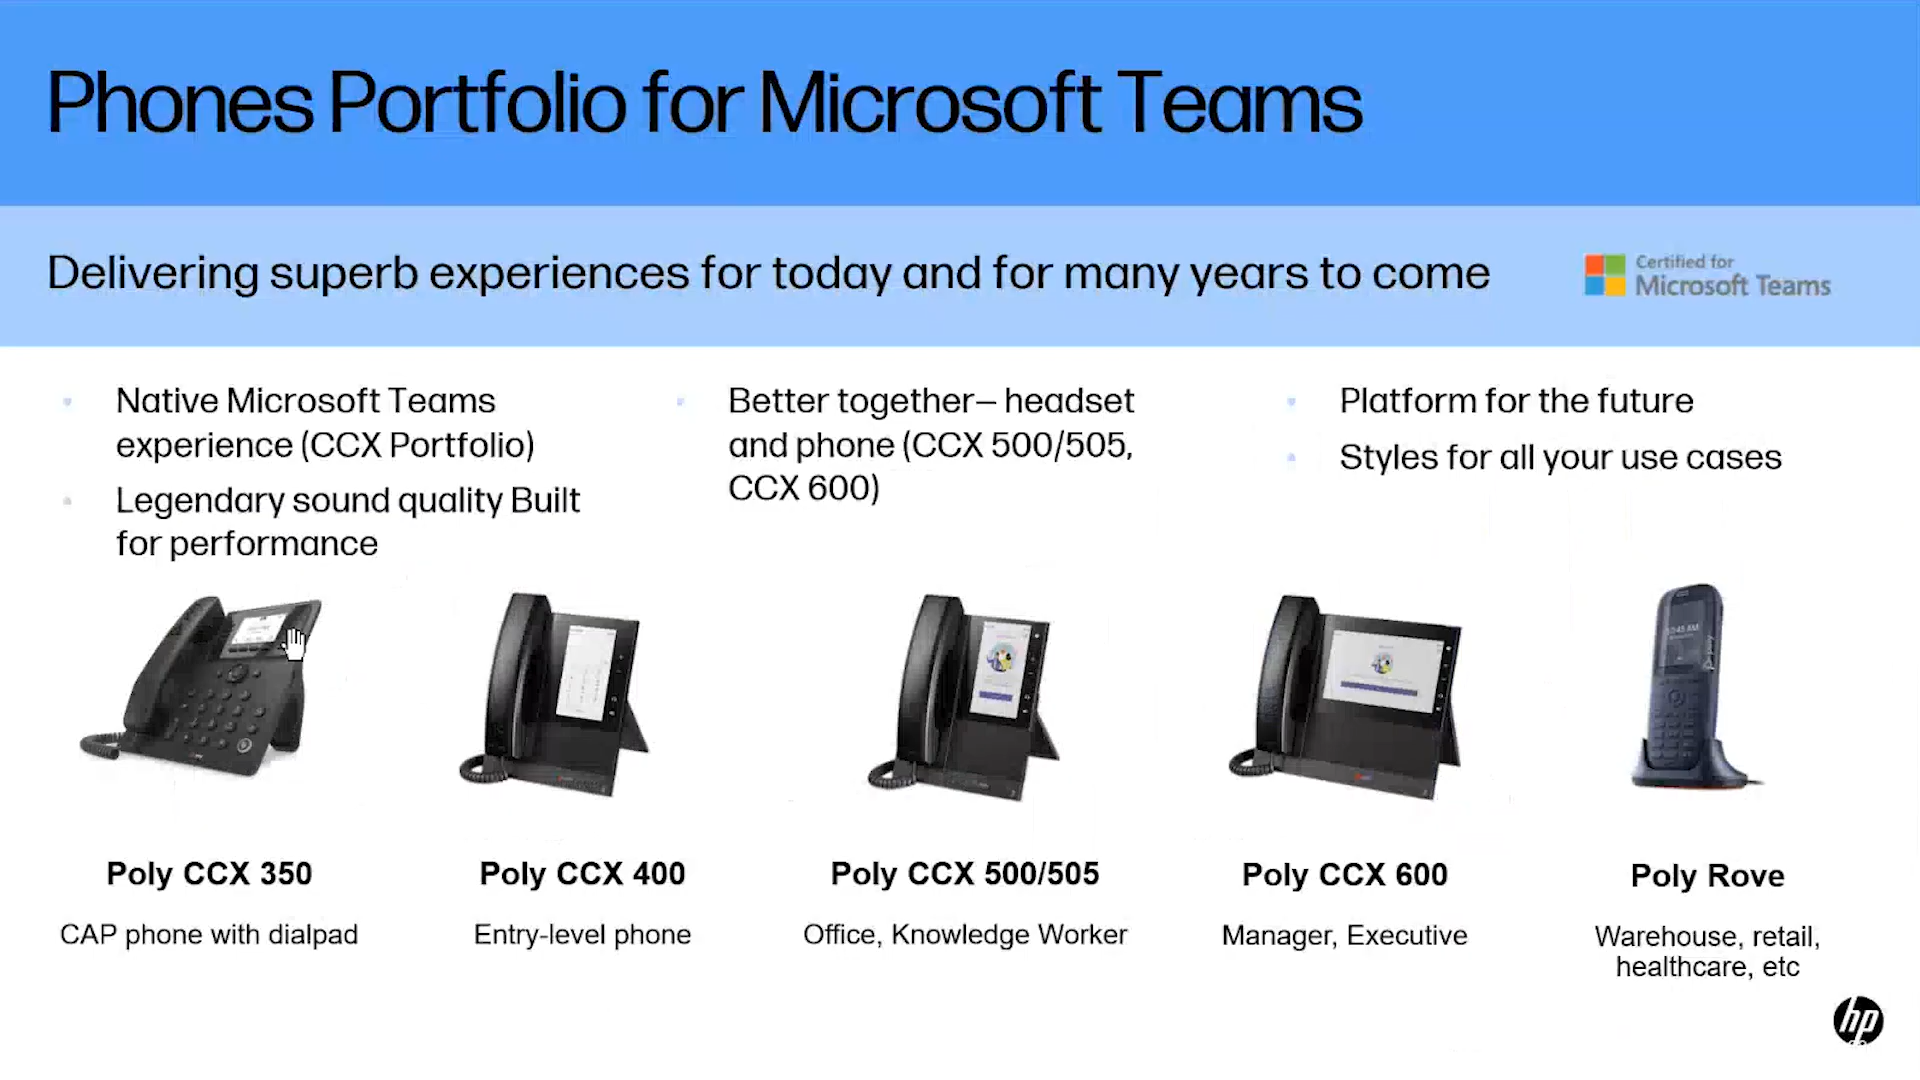 Phones Portfolio for Microsoft Teams
Delivering superb experiences for today and for many years to come
Certified for
Microsoft Teams
Native Microsoft Teams
experience (CCX Portfolio)
Legendary sound quality Built
for performance
Better together– headset
and phone (CCX 500/505,
CCX 600)
Platform for the future
Styles for all your use cases
Poly CCX 350
CAP phone with dialpad
Poly CCX 400
Entry-level phone
Poly CCX 500/505
Office, Knowledge Worker
Poly CCX 600
Manager, Executive
Poly Rove
Warehouse, retail,
healthcare, etc
hp